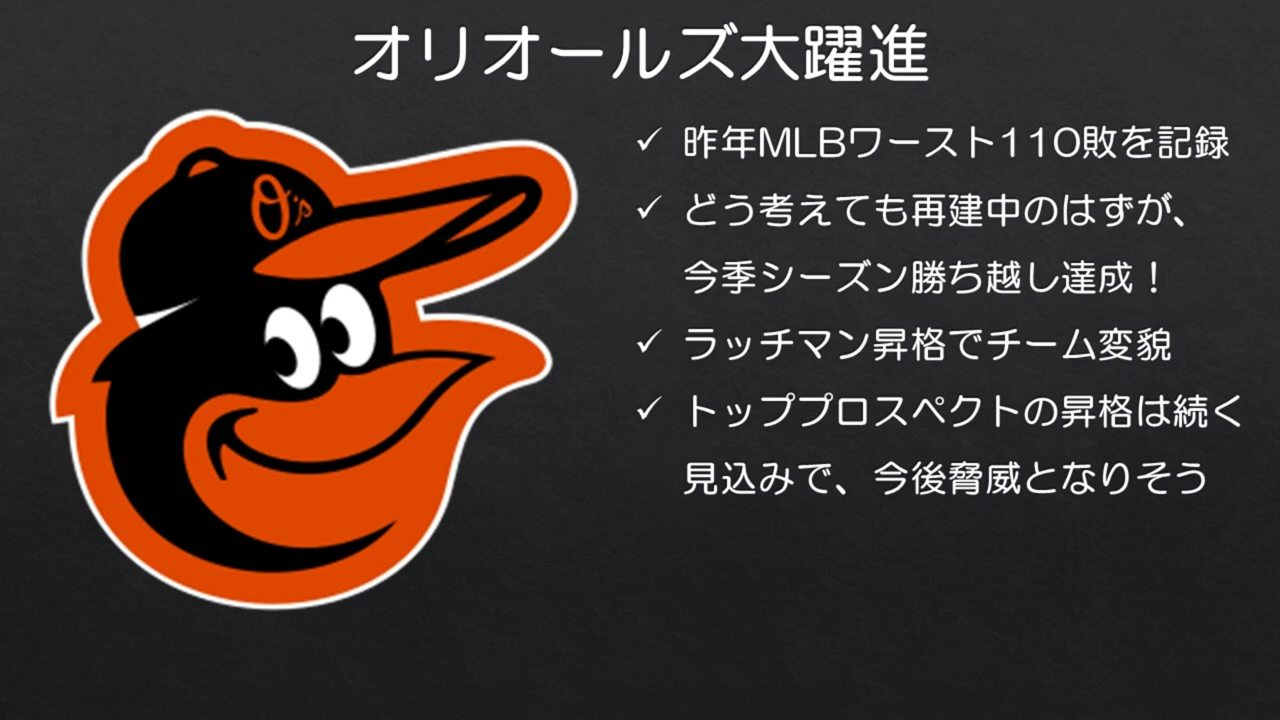 オリオールズ大躍進
O's
✓ 昨年MLBワースト110敗を記録
✓ どう考えても再建中のはずが、
今季シーズン勝ち越し達成！
✓ ラッチマン昇格でチーム変貌
✓ トッププロスペクトの昇格は続く
見込みで、今後脅威となりそう